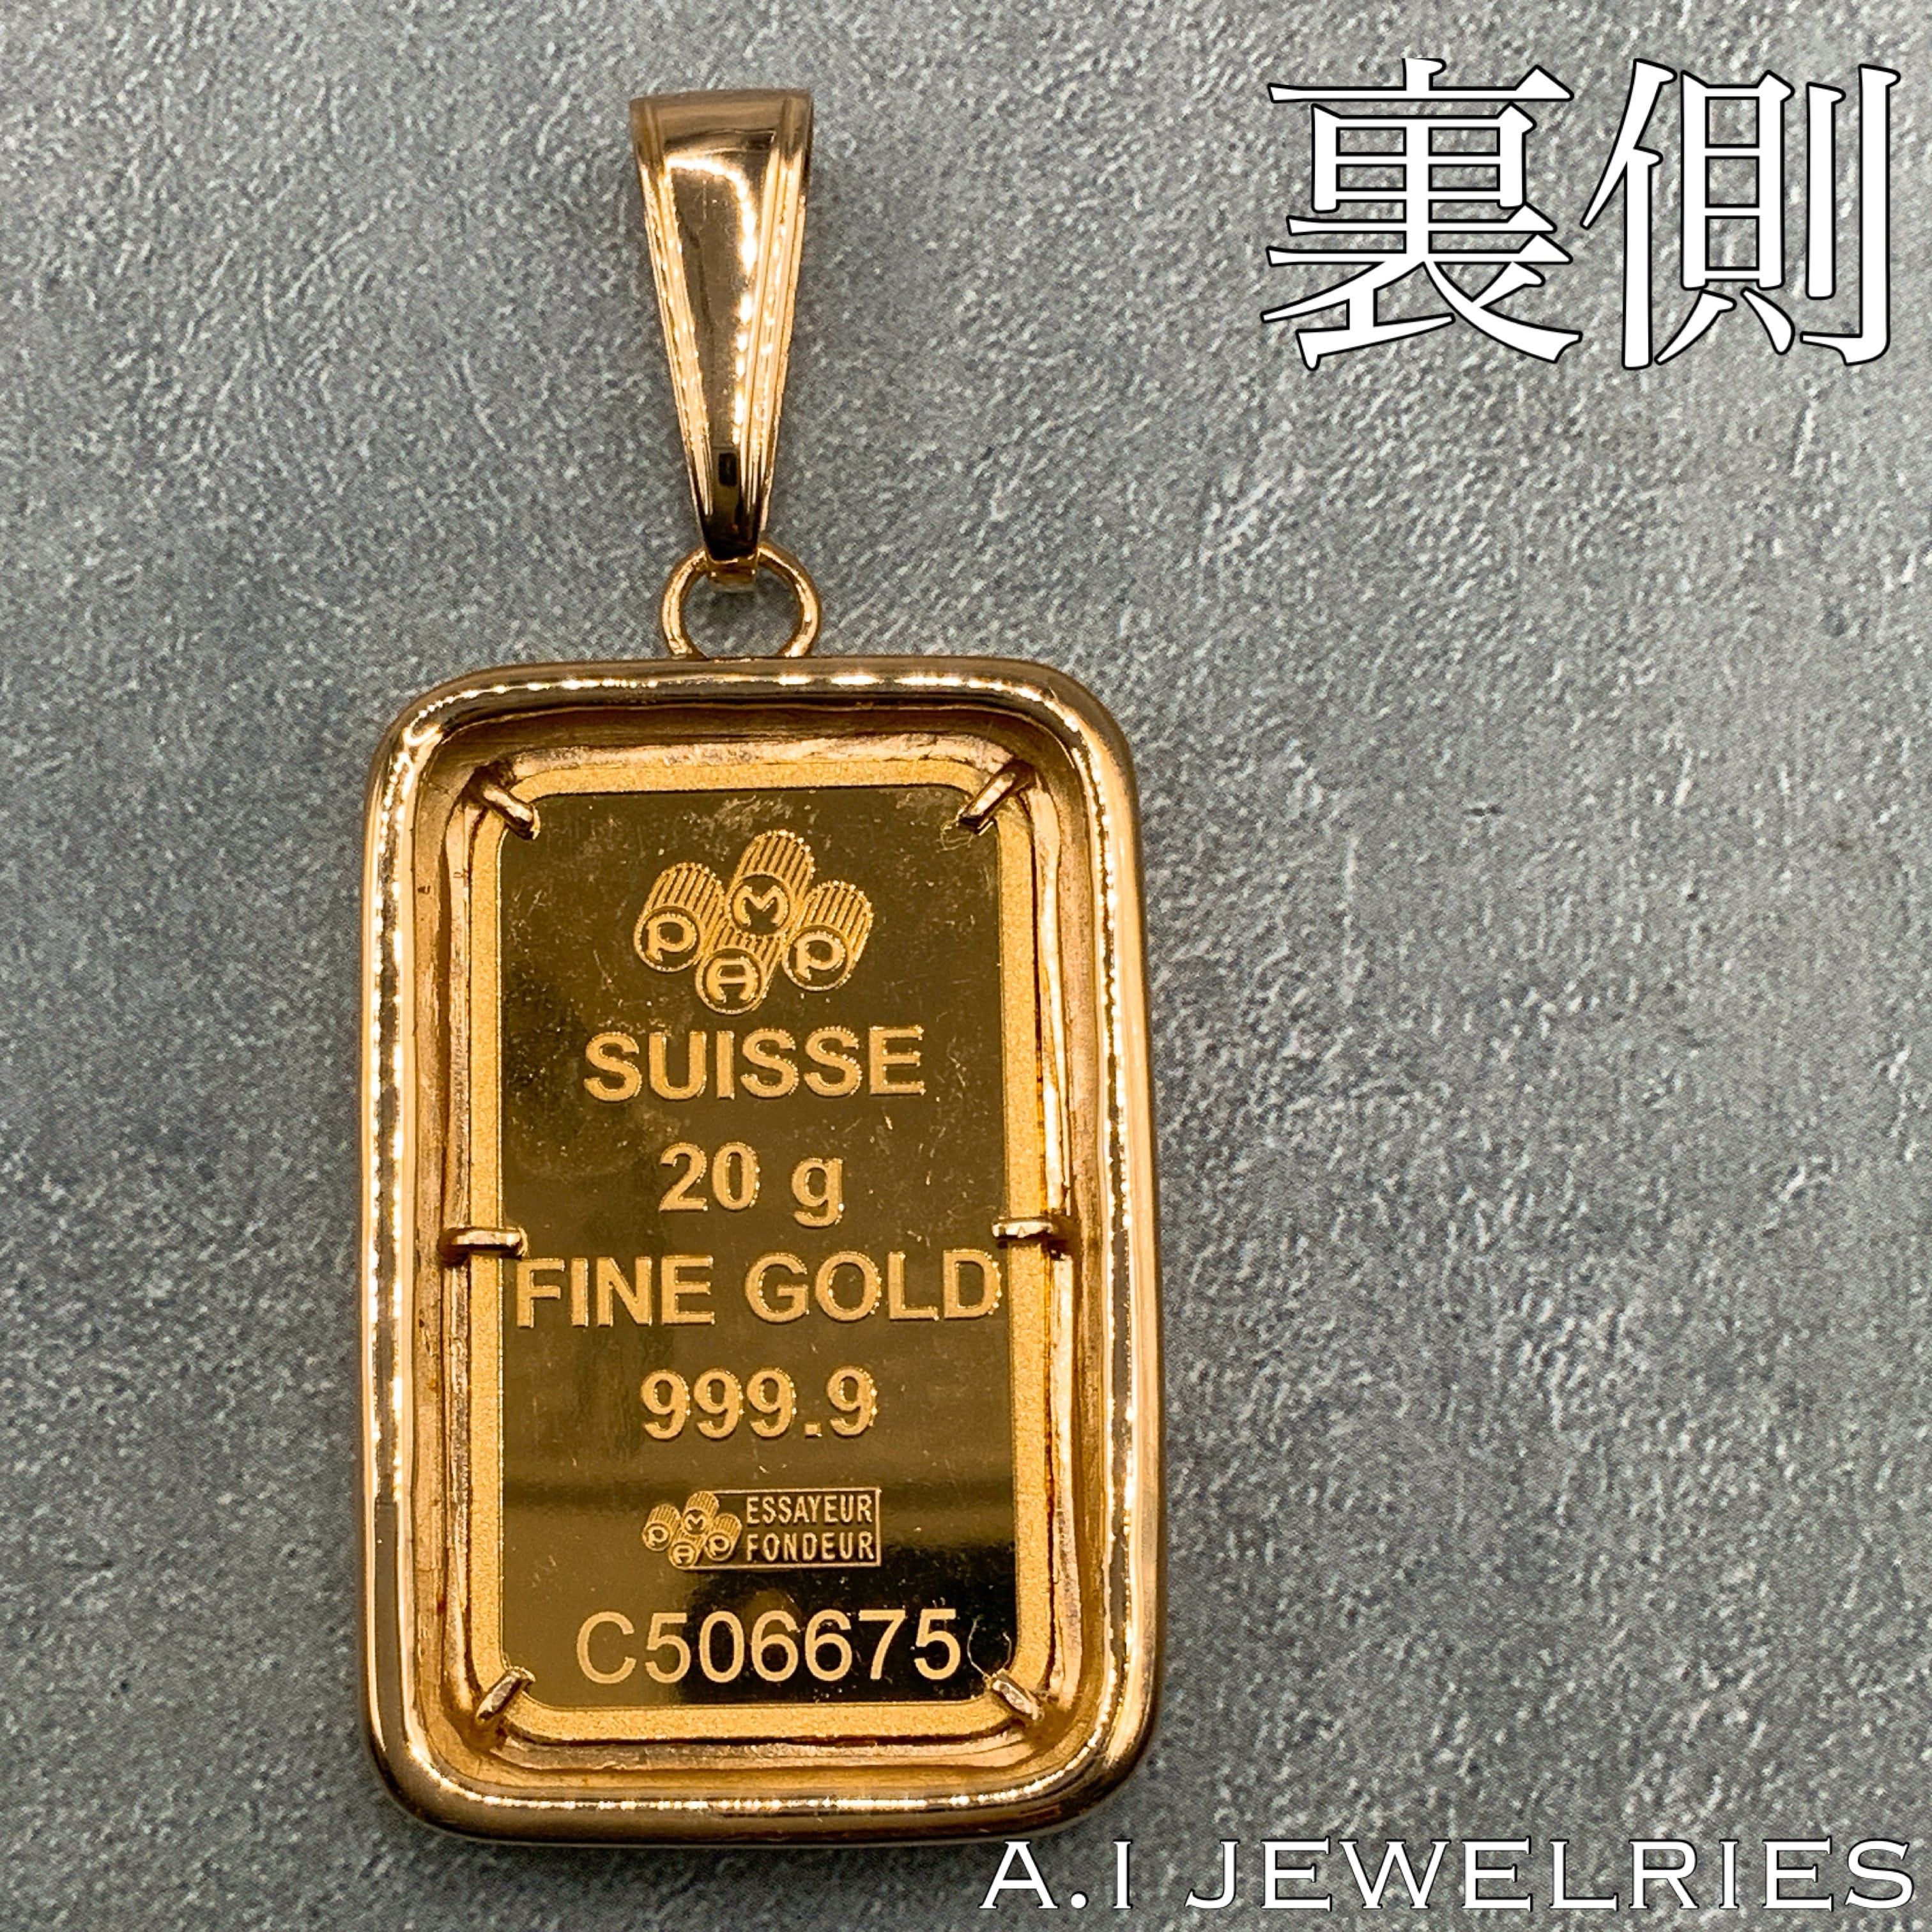 裏側
PAMP
SUISSE
20 g
FINE GOLD
999.9
PAMP ESSAYEUR
FONDEUR
C506675
A.I JEWELRIES